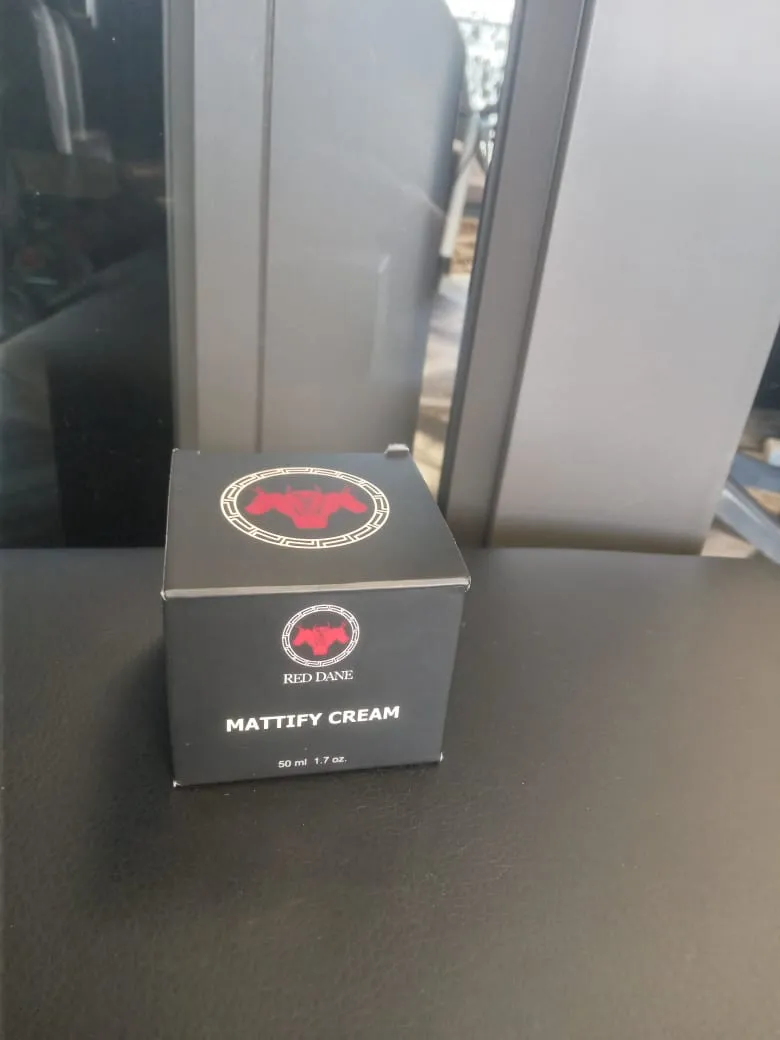 RED DANE
MATTIFY CREAM
50 ml 1.7 oz.